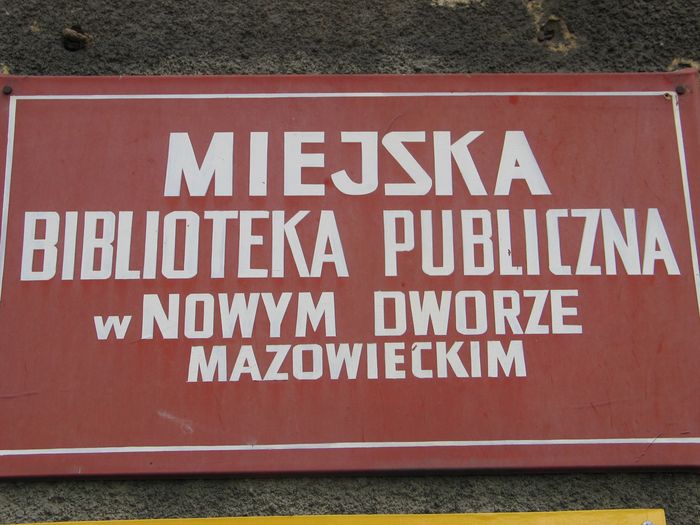 MIEJSKA
BIBLIOTEKA PUBLICZNA
w NOWYM DWORZE
MAZOWIECKIM